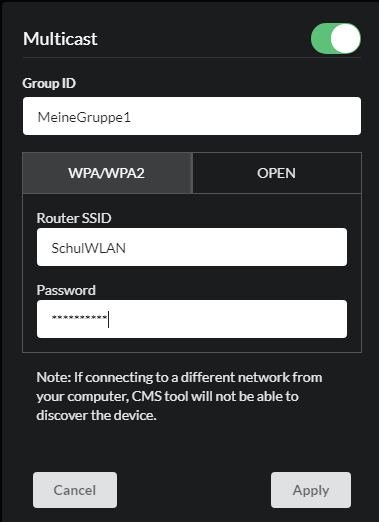 Multicast
Group ID
MeineGruppe1
WPA/WPA2
OPEN
Router SSID
SchulWLAN
Password
**********
Note: If connecting to a different network from
your computer, CMS tool will not be able to
discover the device.
Cancel
Apply